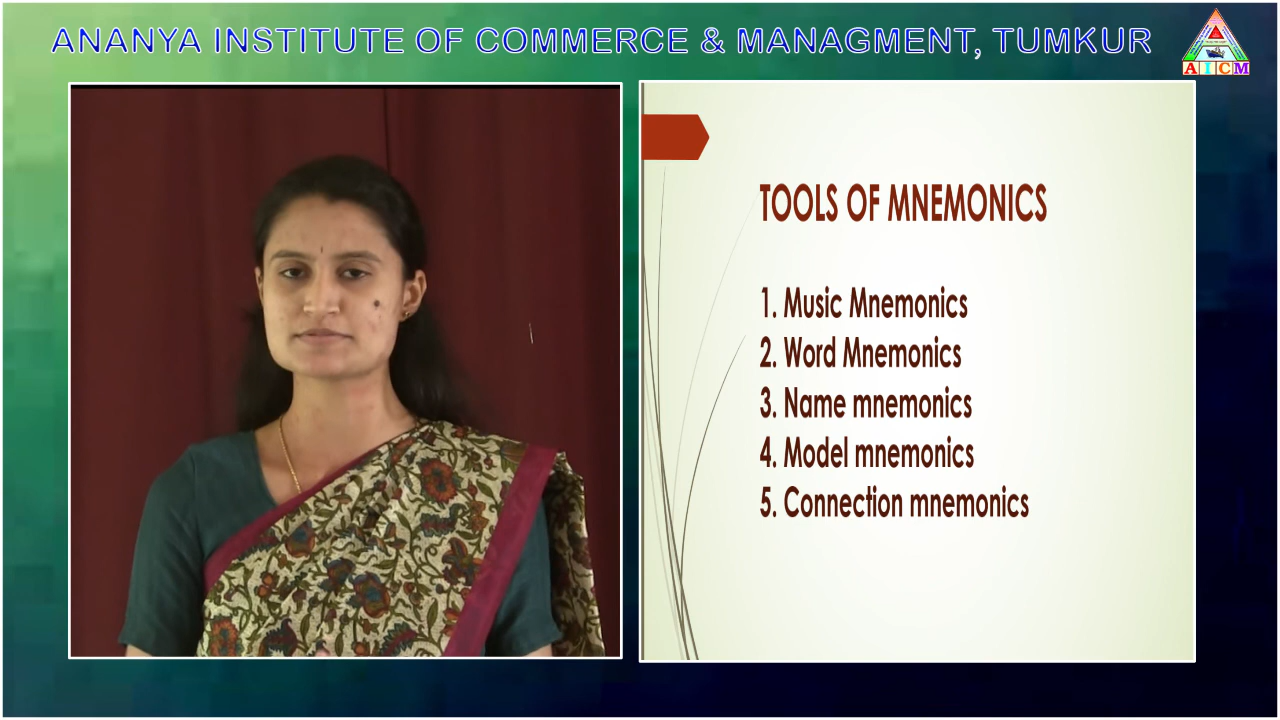 ANANYA INSTITUTE OF COMMERCE & MANAGMENT, TUMKUR
AICM
TOOLS OF MNEMONICS
1. Music Mnemonics
2. Word Mnemonics
3. Name mnemonics
4. Model mnemonics
5. Connection mnemonics